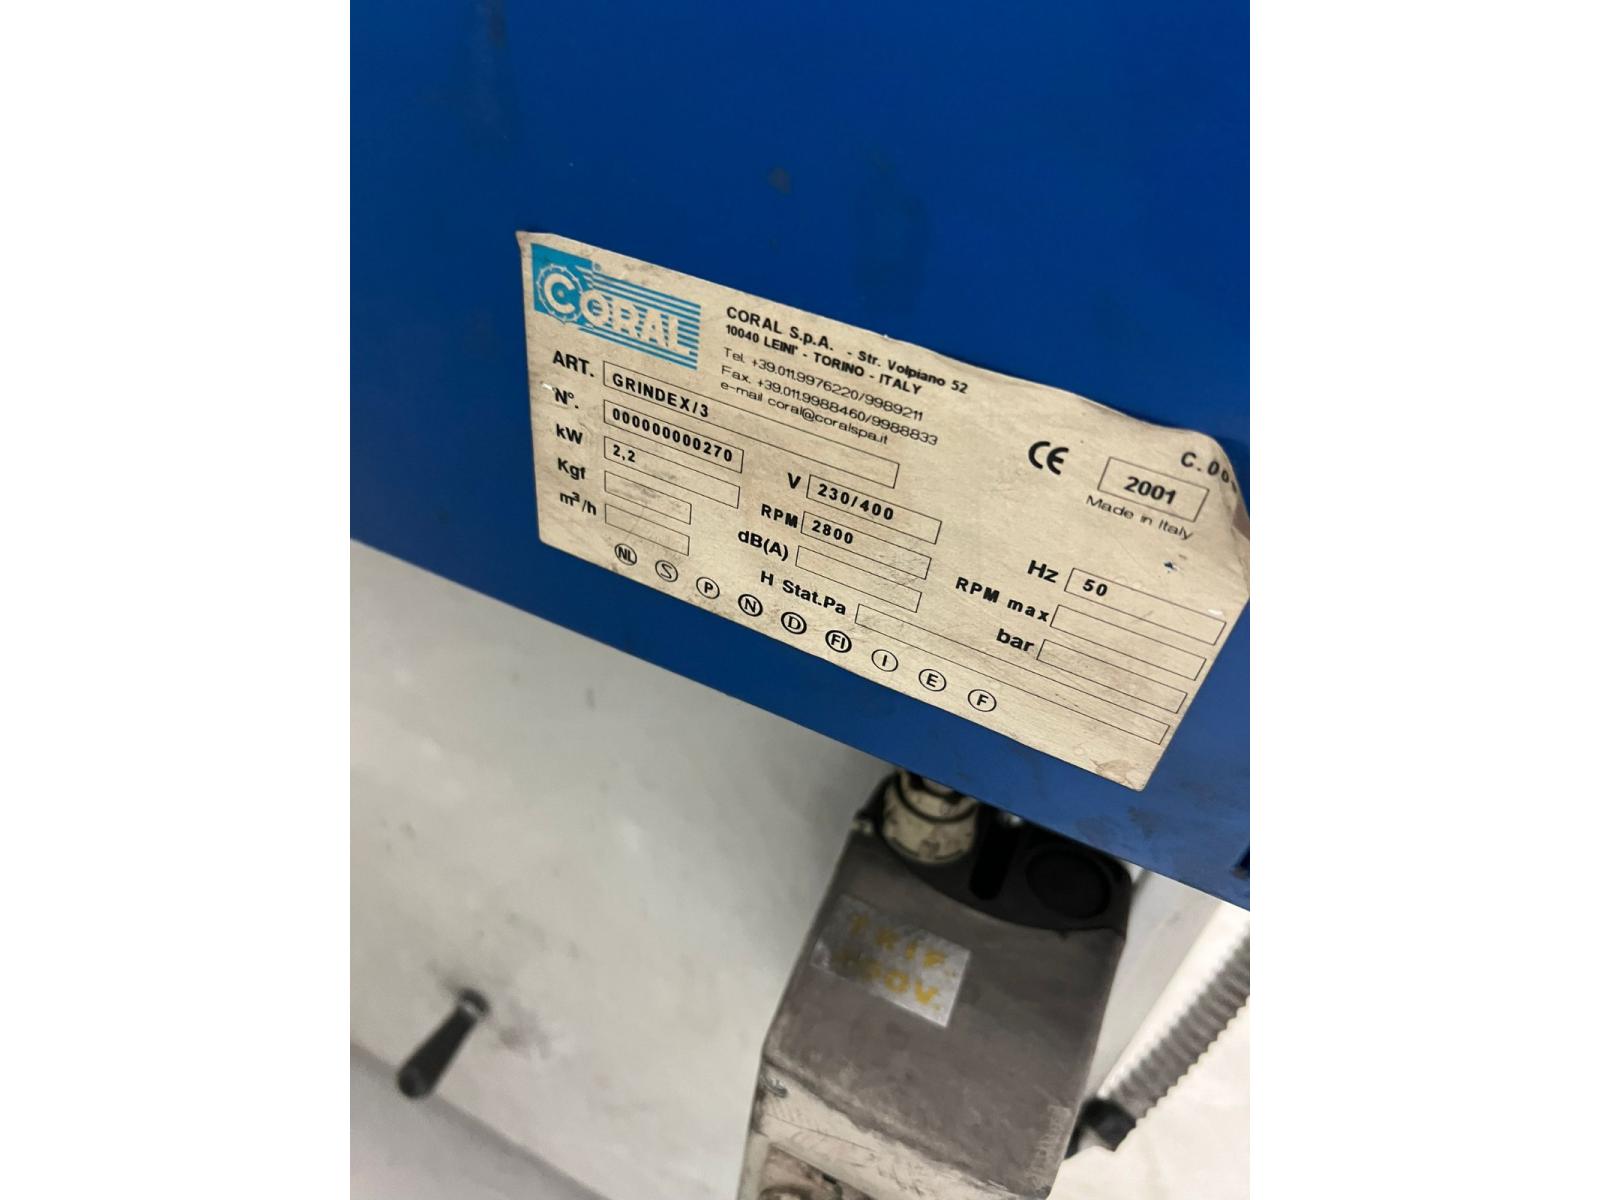 CORAL
CORAL S.p.A. - Str. Volpiano 52
10040 LEINI' - TORINO - ITALY
Tel. +39.011.9976220/9989211
Fax. +39.011.9988460/9988833
e-mail coral@coralspa.it
CE
2001
Made in Italy
ART. GRINDEX/3
N°. 000000000270
kW 2,2
V 230/400
Hz 50
Kgf
RPM 2800
RPM max
m³/h
dB(A)
bar
H Stat.Pa
NL S P N D FI I E F
TRIF.